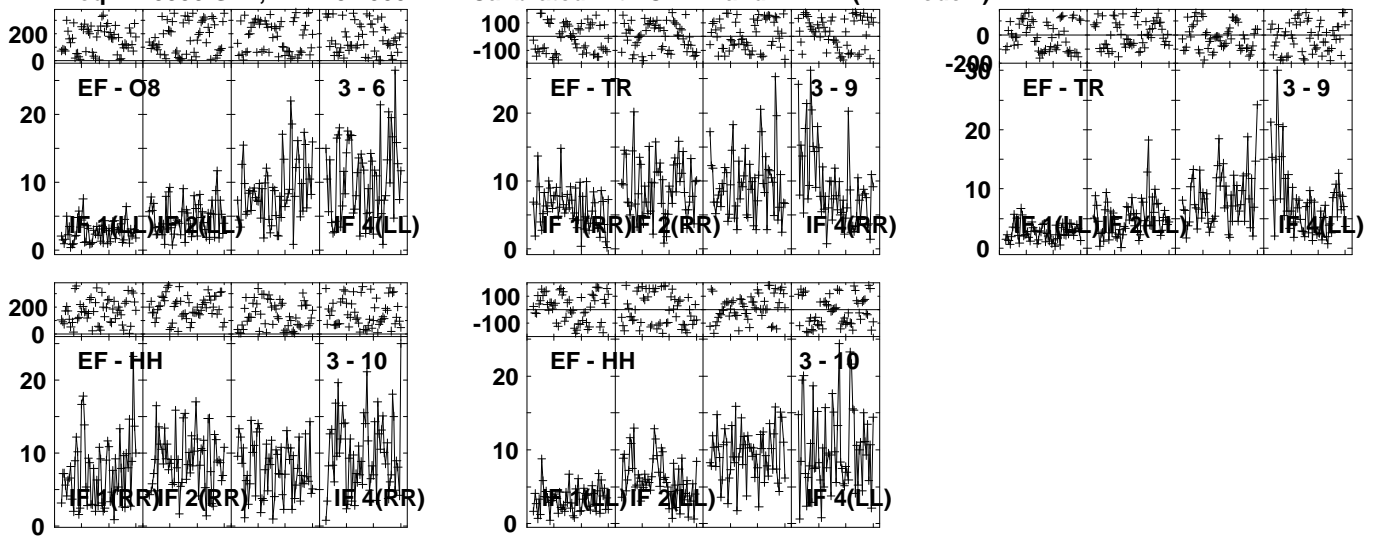 200
0
EF - O8
3 - 6
20
10
0
IF 1(LL)
IF 2(LL)
IF 4(LL)
100
-100
EF - TR
3 - 9
20
10
0
IF 1(RR)
IF 2(RR)
IF 4(RR)
0
-200
30
EF - TR
3 - 9
20
10
0
IF 1(LL)
IF 2(LL)
IF 4(LL)
200
0
EF - HH
3 - 10
20
10
0
IF 1(RR)
IF 2(RR)
IF 4(RR)
100
-100
EF - HH
3 - 10
20
10
0
IF 1(LL)
IF 2(LL)
IF 4(LL)